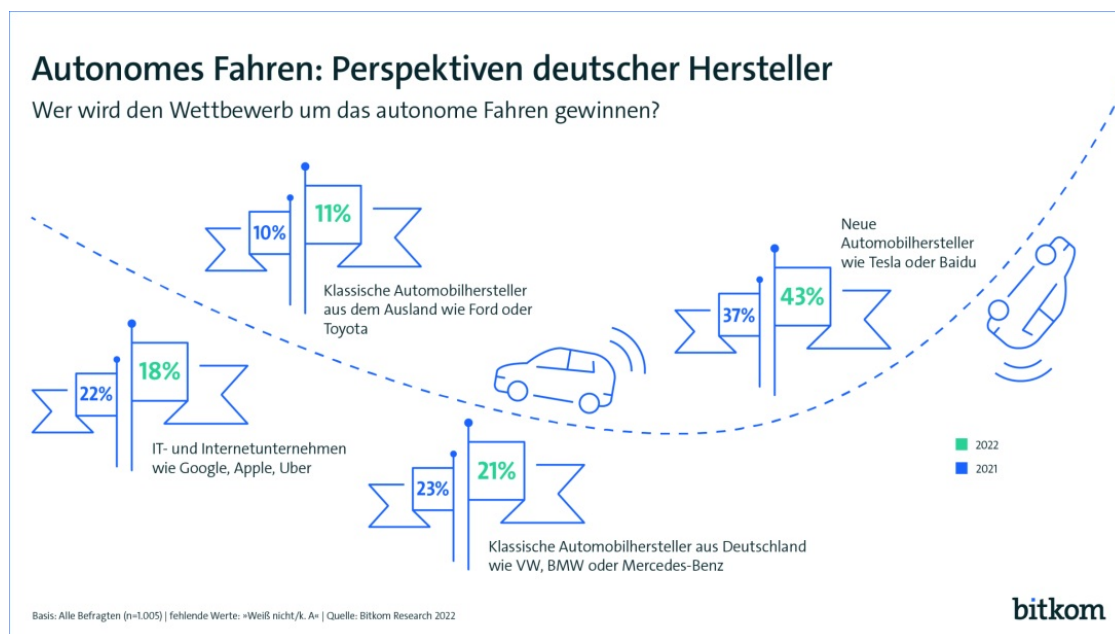 Autonomes Fahren: Perspektiven deutscher Hersteller
Wer wird den Wettbewerb um das autonome Fahren gewinnen?
10%
11%
Klassische Automobilhersteller
aus dem Ausland wie Ford oder
Toyota
Neue
Automobilhersteller
wie Tesla oder Baidu
37%
43%
22%
18%
IT- und Internetunternehmen
wie Google, Apple, Uber
23%
21%
Klassische Automobilhersteller aus Deutschland
wie VW, BMW oder Mercedes-Benz
2022
2021
Basis: Alle Befragten (n=1.005) | fehlende Werte: »Weiß nicht/k. A« | Quelle: Bitkom Research 2022
bitkom